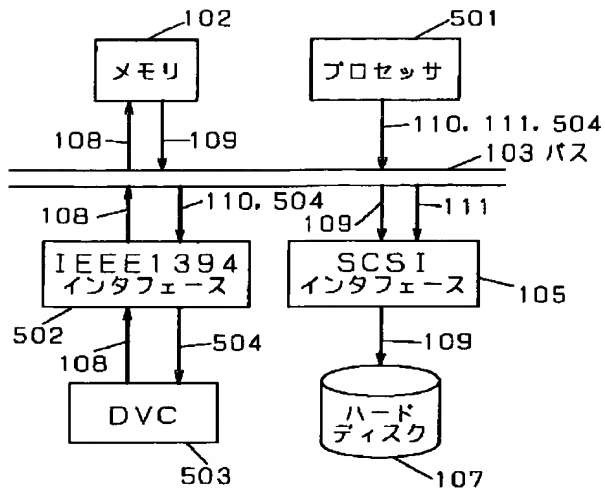 102
501
メモリ
プロセッサ
108
109
110, 111, 504
103 バス
108
110, 504
109
111
IEEE1394
インタフェース
SCSI
インタフェース
105
502
108
504
109
DVC
ハード
ディスク
503
107